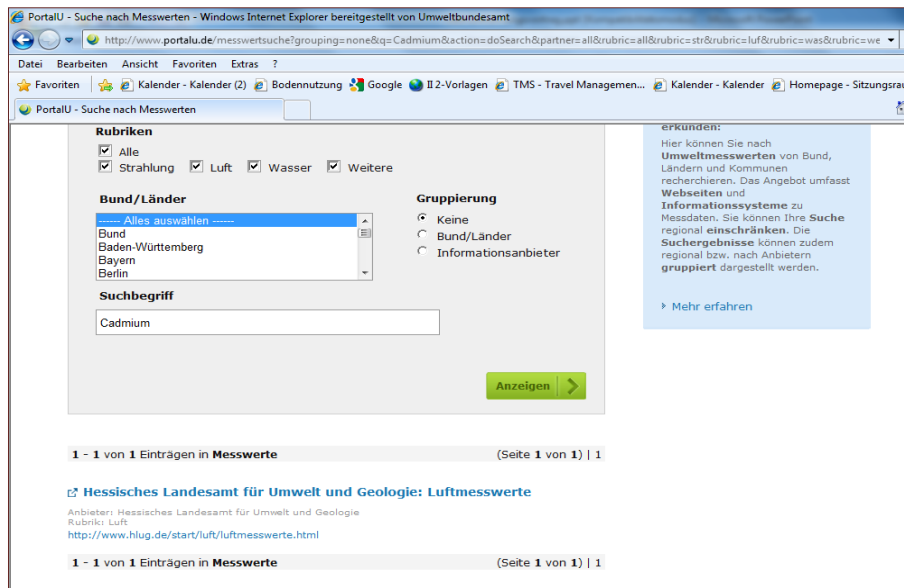 PortalU - Suche nach Messwerten - Windows Internet Explorer bereitgestellt von Umweltbundesamt
http://www.portalu.de/messwertsuche?grouping=none&q=Cadmium&action=doSearch&partner=all&rubric=all&rubric=str&rubric=luf&rubric=was&rubric=we
Datei Bearbeiten Ansicht Favoriten Extras ?
Favoriten Kalender - Kalender (2) Bodennutzung Google II 2-Vorlagen TMS - Travel Managemen... Kalender - Kalender Homepage - Sitzungsrau
PortalU - Suche nach Messwerten
Rubriken
Alle
Strahlung Luft Wasser Weitere
Bund/Länder
------ Alles auswählen ------
Bund
Baden-Württemberg
Bayern
Berlin
Gruppierung
Keine
Bund/Länder
Informationsanbieter
Suchbegriff
Cadmium
Anzeigen
erkunden:
Hier können Sie nach
Umweltmesswerten von Bund,
Ländern und Kommunen
recherchieren. Das Angebot umfasst
Webseiten und
Informationssysteme zu
Messdaten. Sie können Ihre Suche
regional einschränken. Die
Suchergebnisse können zudem
regional bzw. nach Anbietern
gruppiert dargestellt werden.
Mehr erfahren
1 - 1 von 1 Einträgen in Messwerte (Seite 1 von 1) | 1
Hessisches Landesamt für Umwelt und Geologie: Luftmesswerte
Anbieter: Hessisches Landesamt für Umwelt und Geologie
Rubrik: Luft
http://www.hlug.de/start/luft/luftmesswerte.html
1 - 1 von 1 Einträgen in Messwerte (Seite 1 von 1) | 1